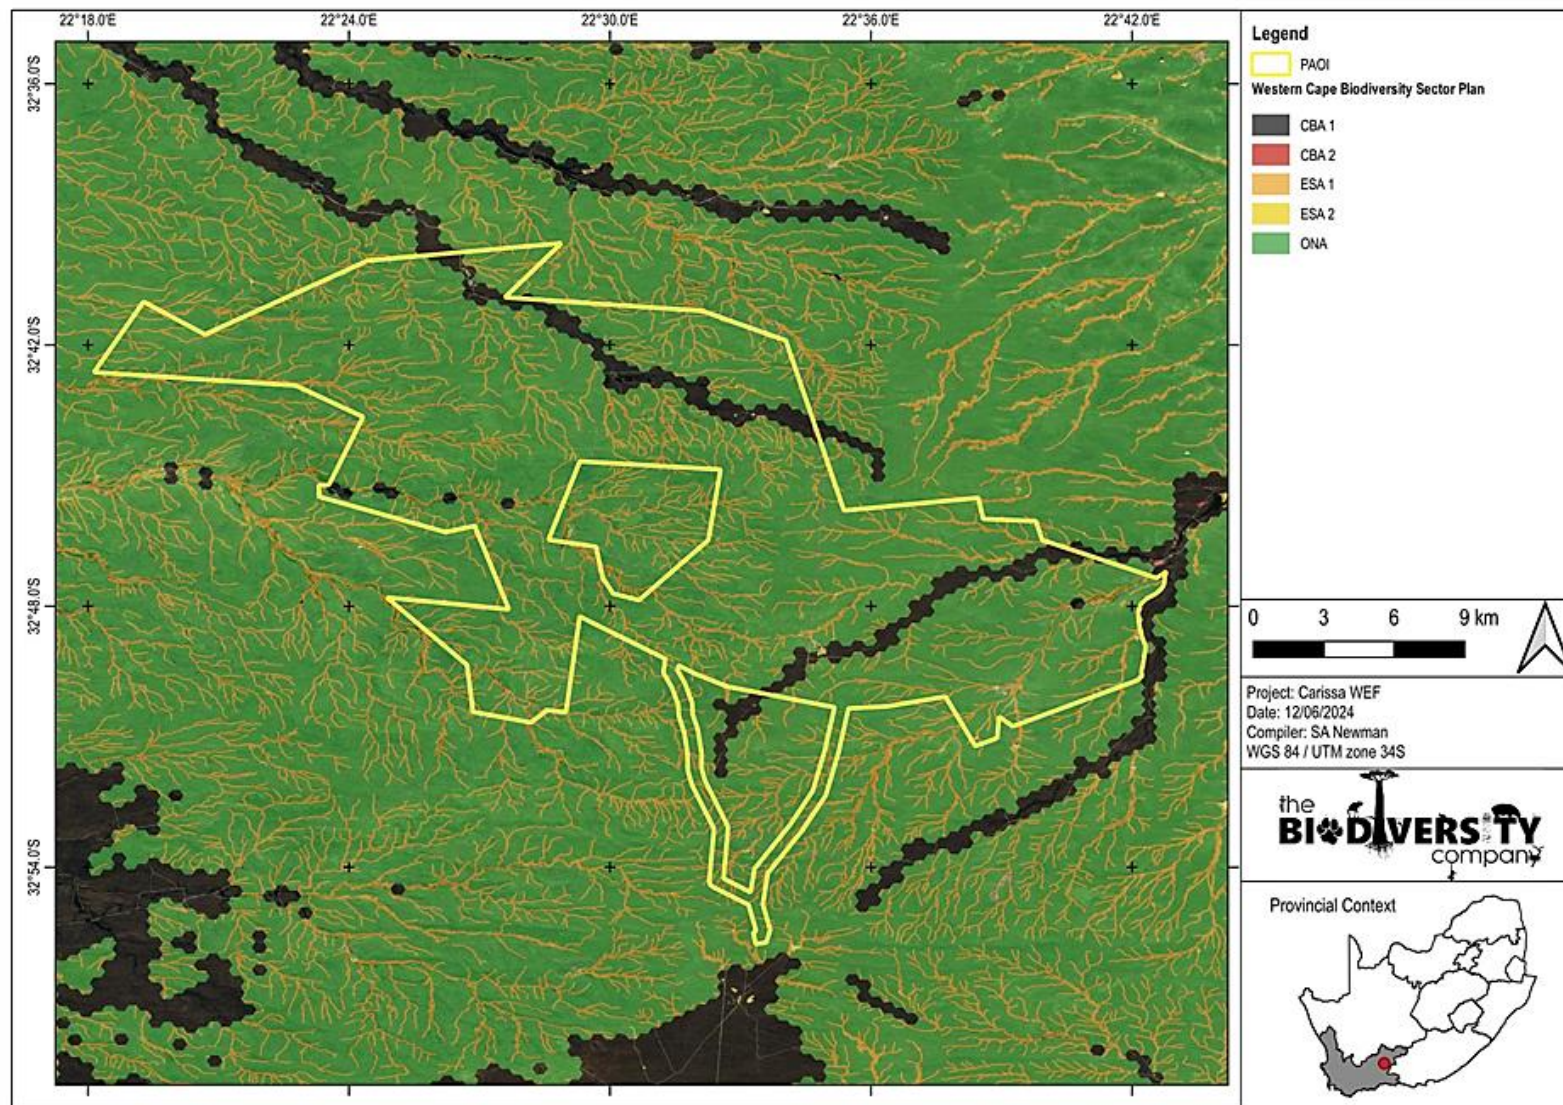 22°18.0'E 22°24.0'E 22°30.0'E 22°36.0'E 22°42.0'E
32°36.0'S
32°42.0'S
32°48.0'S
32°54.0'S
Legend
PAOI
Western Cape Biodiversity Sector Plan
CBA 1
CBA 2
ESA 1
ESA 2
ONA
0 3 6 9 km
Project: Carissa WEF
Date: 12/06/2024
Compiler: SA Newman
WGS 84 / UTM zone 34S
the
BIODIVERSITY
company
Provincial Context